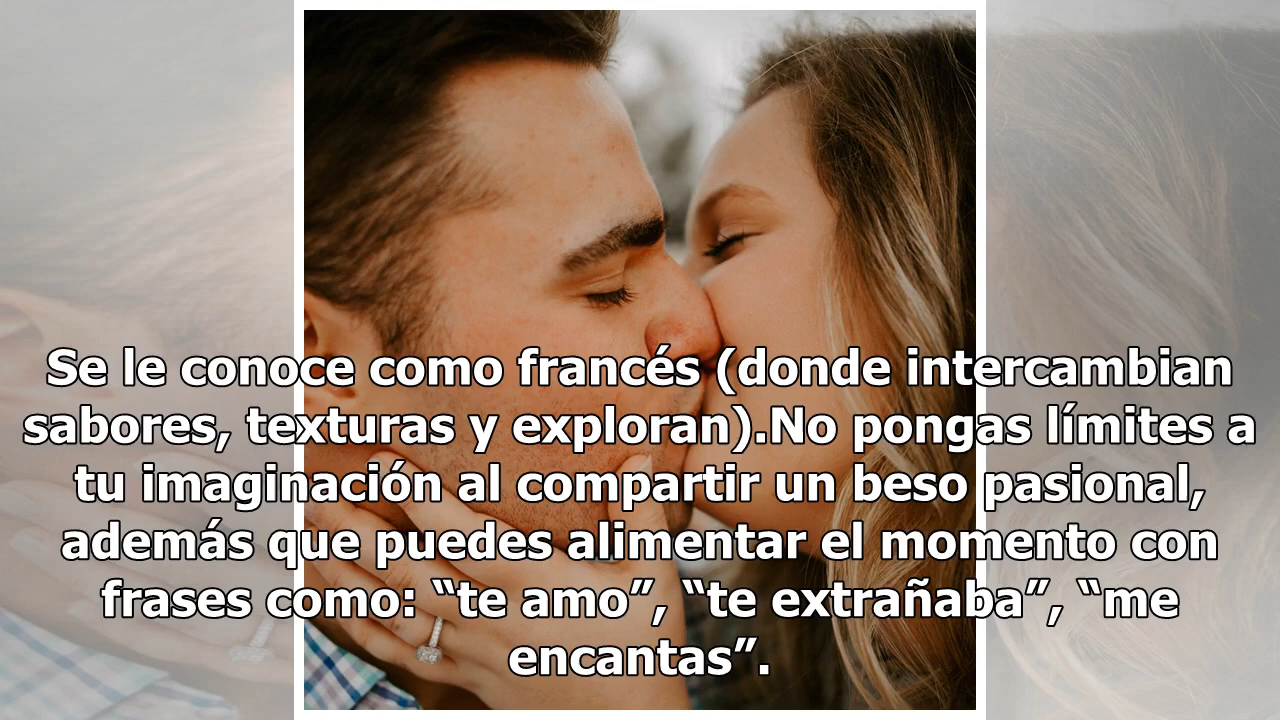 Se le conoce como francés (donde intercambian
sabores, texturas y exploran).No pongas límites a
tu imaginación al compartir un beso pasional,
además que puedes alimentar el momento con
frases como: “te amo”, “te extrañaba”, “me
encantas”.